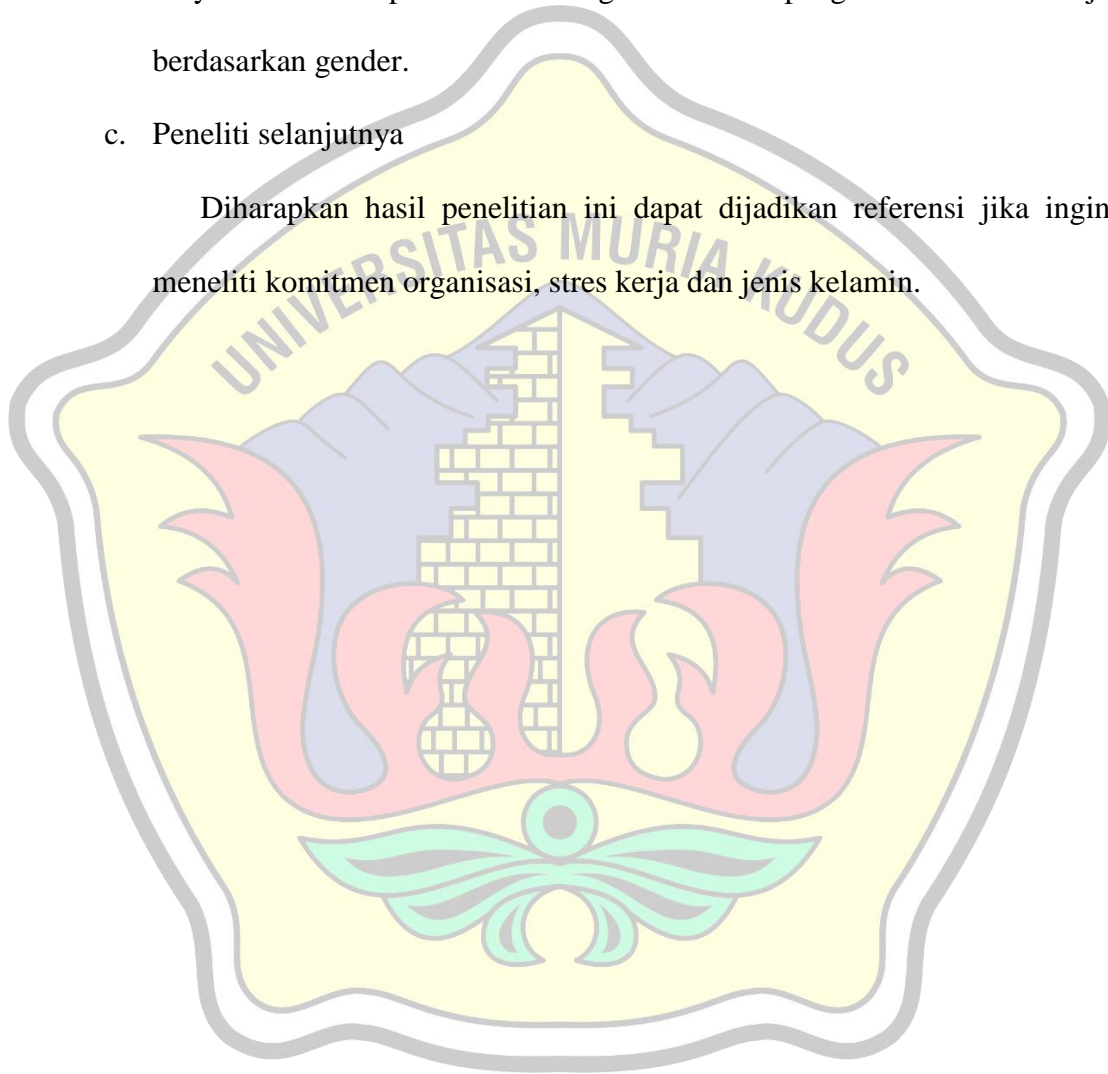 berdasarkan gender.
c. Peneliti selanjutnya
Diharapkan hasil penelitian ini dapat dijadikan referensi jika ingin
meneliti komitmen organisasi, stres kerja dan jenis kelamin.
UNIVERSITAS MURIA KUDUS